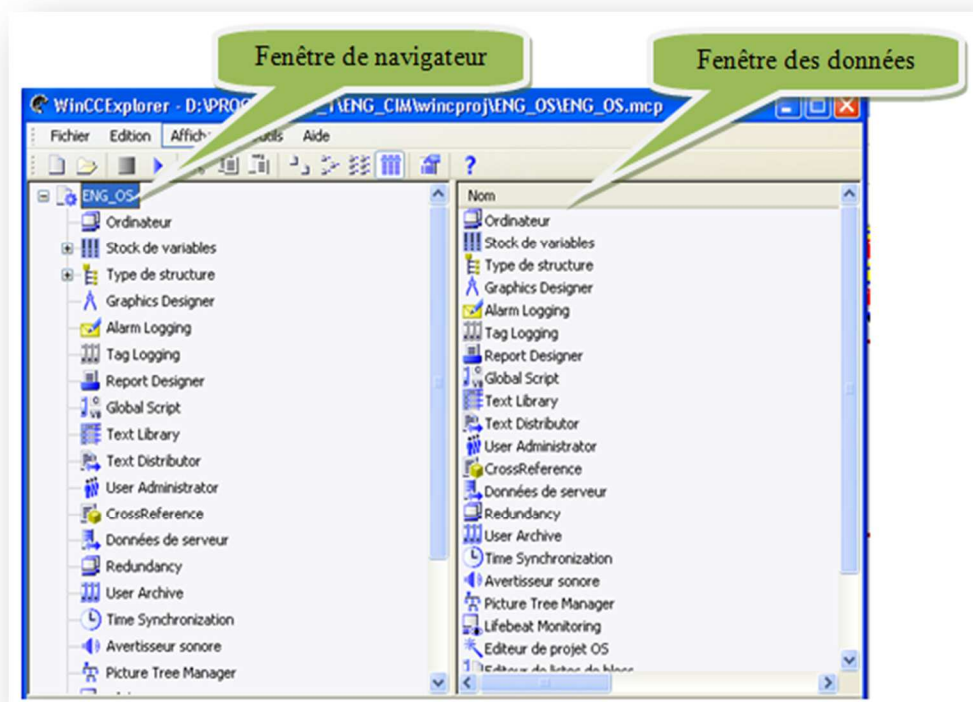 Fenêtre de navigateur
Fenêtre des données
WinCCExplorer - D:\PROG ENG_CIM\wincproj\ENG_OS\ENG_OS.mcp
Fichier Edition Aide
ENG_OS
Ordinateur
Stock de variables
Type de structure
Graphics Designer
Alarm Logging
Tag Logging
Report Designer
Global Script
Text Library
Text Distributor
User Administrator
CrossReference
Données de serveur
Redundancy
User Archive
Time Synchronization
Avertisseur sonore
Picture Tree Manager
Nom
Ordinateur
Stock de variables
Type de structure
Graphics Designer
Alarm Logging
Tag Logging
Report Designer
Global Script
Text Library
Text Distributor
User Administrator
CrossReference
Données de serveur
Redundancy
User Archive
Time Synchronization
Avertisseur sonore
Picture Tree Manager
Lifebeat Monitoring
Editeur de projet OS
Editeur de listes de blocs